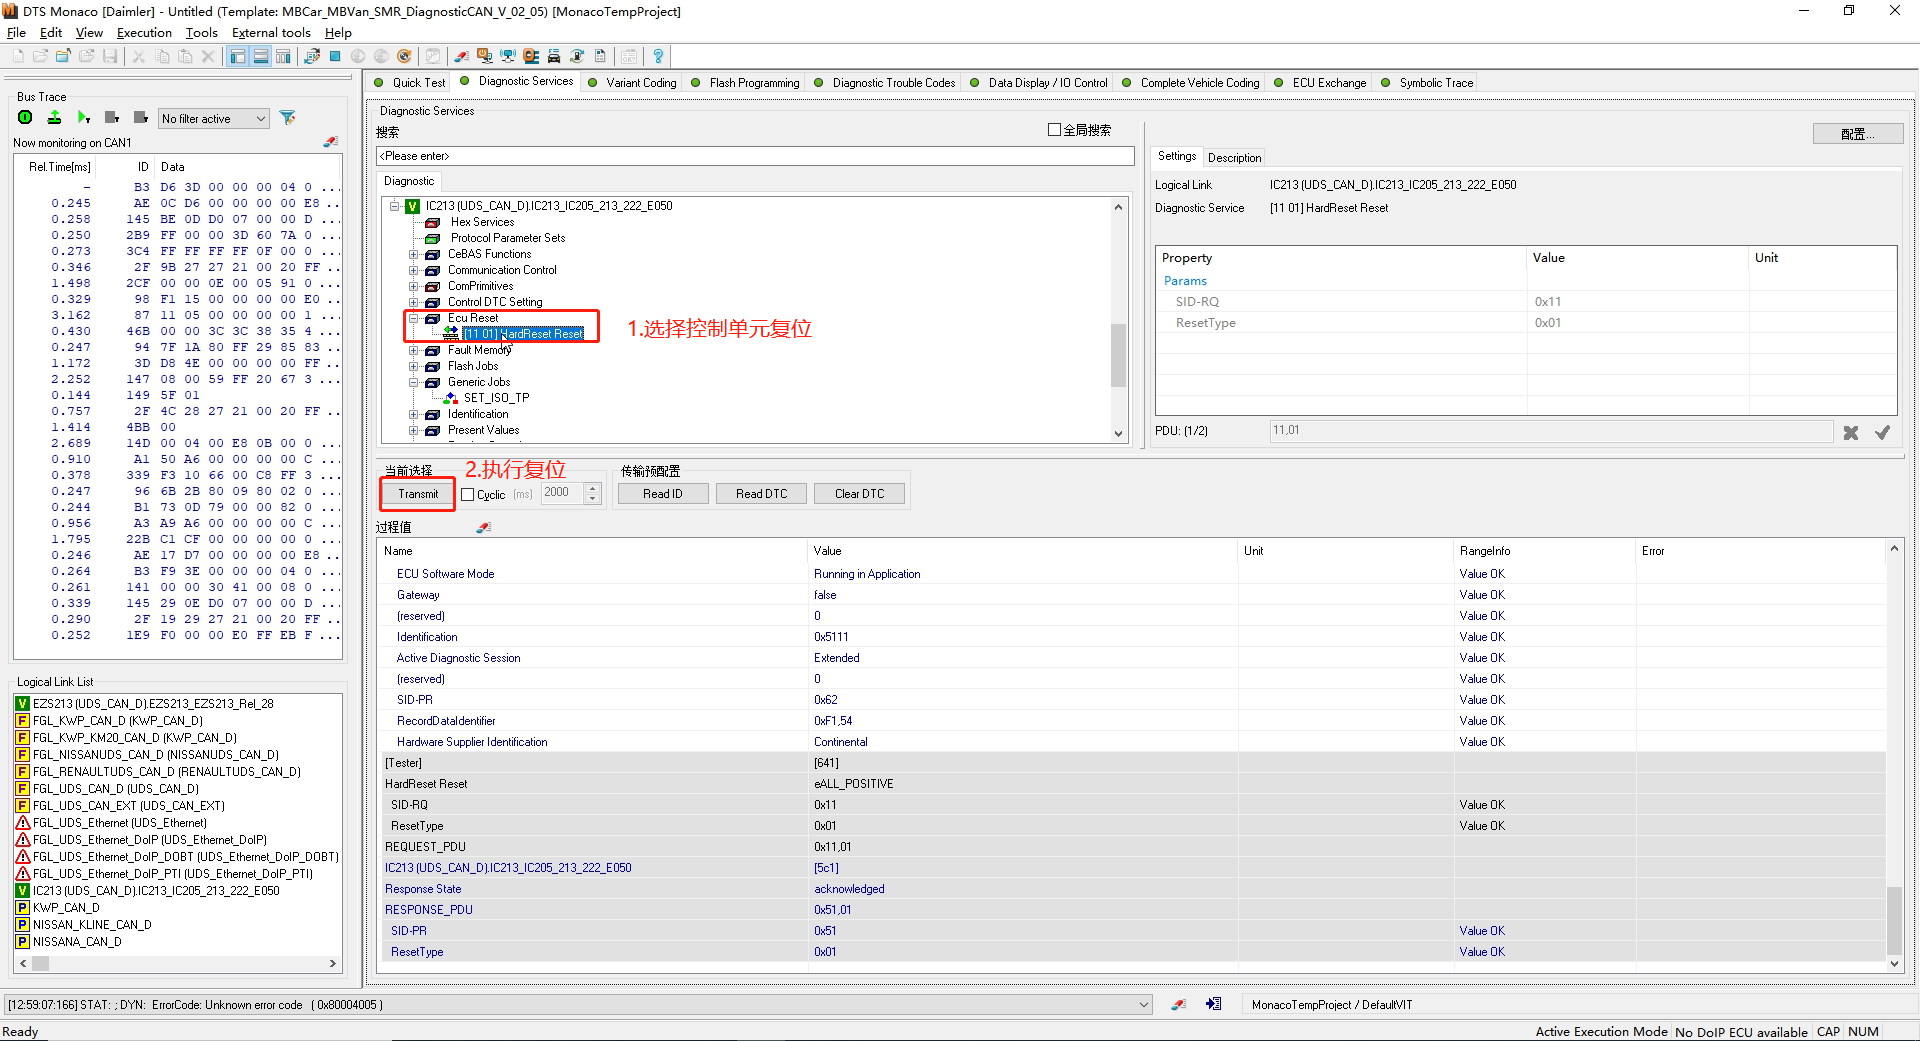 DTS Monaco [Daimler] - Untitled (Template: MBCar_MBVan_SMR_DiagnosticCAN_V_02_05) [MonacoTempProject]
File Edit View Execution Tools External tools Help
Quick Test Diagnostic Services Variant Coding Flash Programming Diagnostic Trouble Codes Data Display / IO Control Complete Vehicle Coding ECU Exchange Symbolic Trace
Bus Trace
No filter active
Now monitoring on CAN1
Rel.Time[ms] ID Data
– B3 D6 3D 00 00 00 04 0 ...
0.245 AE 0C D6 00 00 00 00 E8 ..
0.258 145 BE 0D D0 07 00 00 D ...
0.250 2B9 FF 00 00 3D 60 7A 0 ...
0.273 3C4 FF FF FF FF 0F 00 0 ...
0.346 2F 9B 27 27 21 00 20 FF ..
1.498 2CF 00 00 0E 00 05 91 0 ...
0.329 98 F1 15 00 00 00 00 E0 ..
3.162 87 11 05 00 00 00 00 1 ...
0.430 46B 00 00 3C 3C 38 35 4 ...
0.247 94 7F 1A 80 FF 29 85 83 ...
1.172 3D D8 4E 00 00 00 00 FF ...
2.252 147 08 00 59 FF 20 67 3 ...
0.144 149 5F 01
0.757 2F 4C 28 27 21 00 20 FF ..
1.414 4BB 00
2.689 14D 00 04 00 E8 0B 00 0 ...
0.910 A1 50 A6 00 00 00 00 C ...
0.378 339 F3 10 66 00 C8 FF 3 ...
0.247 96 6B 2B 80 09 80 02 0 ...
0.244 B1 73 0D 79 00 00 82 0 ...
0.956 A3 A9 A6 00 00 00 00 C ...
1.795 22B C1 CF 00 00 00 00 0 ...
0.246 AE 17 D7 00 00 00 00 E8 ..
0.264 B3 F9 3E 00 00 00 04 0 ...
0.261 141 00 00 30 41 00 08 0 ...
0.339 145 29 0E D0 07 00 00 D ...
0.290 2F 19 29 27 21 00 20 FF ..
0.252 1E9 F0 00 00 E0 FF EB F ...
Logical Link List
V EZS213 (UDS_CAN_D).EZS213_EZS213_Rel_28
F FGL_KWP_CAN_D (KWP_CAN_D)
F FGL_KWP_KM20_CAN_D (KWP_CAN_D)
F FGL_NISSANUDS_CAN_D (NISSANUDS_CAN_D)
F FGL_RENAULTUDS_CAN_D (RENAULTUDS_CAN_D)
F FGL_UDS_CAN_D (UDS_CAN_D)
F FGL_UDS_CAN_EXT (UDS_CAN_EXT)
FGL_UDS_Ethernet (UDS_Ethernet)
FGL_UDS_Ethernet_DoIP (UDS_Ethernet_DoIP)
FGL_UDS_Ethernet_DoIP_DOBT (UDS_Ethernet_DoIP_DOBT)
FGL_UDS_Ethernet_DoIP_PTI (UDS_Ethernet_DoIP_PTI)
V IC213 (UDS_CAN_D).IC213_IC205_213_222_E050
P KWP_CAN_D
P NISSAN_KLINE_CAN_D
P NISSANA_CAN_D
Diagnostic Services
搜索 全局搜索
<Please enter>
Diagnostic
V IC213 (UDS_CAN_D).IC213_IC205_213_222_E050
Hex Services
Protocol Parameter Sets
CeBAS Functions
Communication Control
ComPrimitives
Control DTC Setting
Ecu Reset
[11 01] HardReset Reset
1.选择控制单元复位
Fault Memory
Flash Jobs
Generic Jobs
SET_ISO_TP
Identification
Present Values
配置...
Settings Description
Logical Link IC213 (UDS_CAN_D).IC213_IC205_213_222_E050
Diagnostic Service [11 01] HardReset Reset
Property Value Unit
Params
SID-RQ 0x11
ResetType 0x01
PDU: (1/2) 11,01
当前选择 2.执行复位 传输预配置
Transmit Cyclic (ms) 2000 Read ID Read DTC Clear DTC
过程值
Name Value Unit RangeInfo Error
ECU Software Mode Running in Application Value OK
Gateway false Value OK
(reserved) 0 Value OK
Identification 0x5111 Value OK
Active Diagnostic Session Extended Value OK
(reserved) 0 Value OK
SID-PR 0x62 Value OK
RecordDataIdentifier 0xF1,54 Value OK
Hardware Supplier Identification Continental Value OK
[Tester] [641]
HardReset Reset eALL_POSITIVE
SID-RQ 0x11 Value OK
ResetType 0x01 Value OK
REQUEST_PDU 0x11,01
IC213 (UDS_CAN_D).IC213_IC205_213_222_E050 [5c1]
Response State acknowledged
RESPONSE_PDU 0x51,01
SID-PR 0x51 Value OK
ResetType 0x01 Value OK
[12:59:07:166] STAT: ; DYN: ErrorCode: Unknown error code ( 0x80004005 )
MonacoTempProject / DefaultVIT
Ready Active Execution Mode No DoIP ECU available CAP NUM